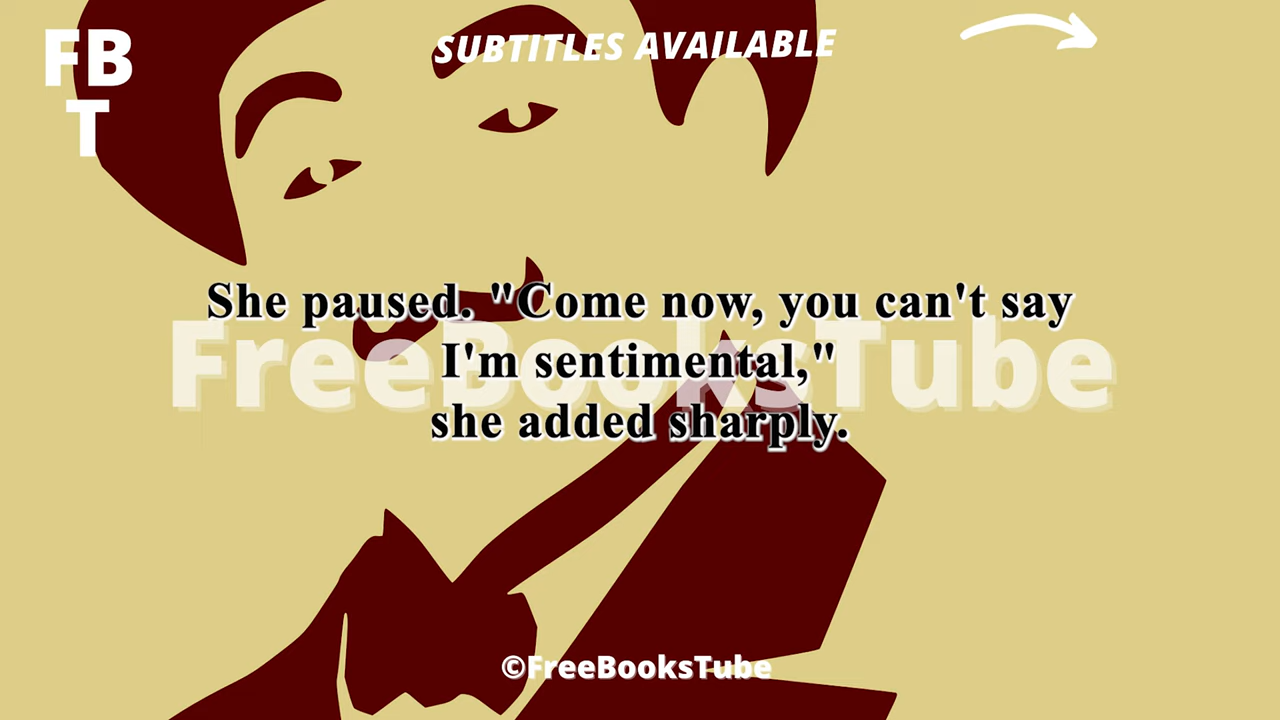 FB
T
SUBTITLES AVAILABLE
She paused. "Come now, you can't say
I'm sentimental,"
she added sharply.
FreeBooksTube
©FreeBooksTube